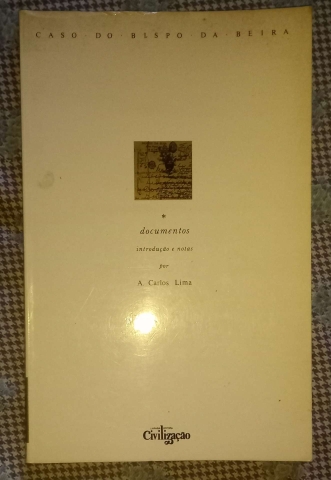 CASO DO BISPO DA BEIRA
*
documentos
introdução e notas
por
A. Carlos Lima
Civilização